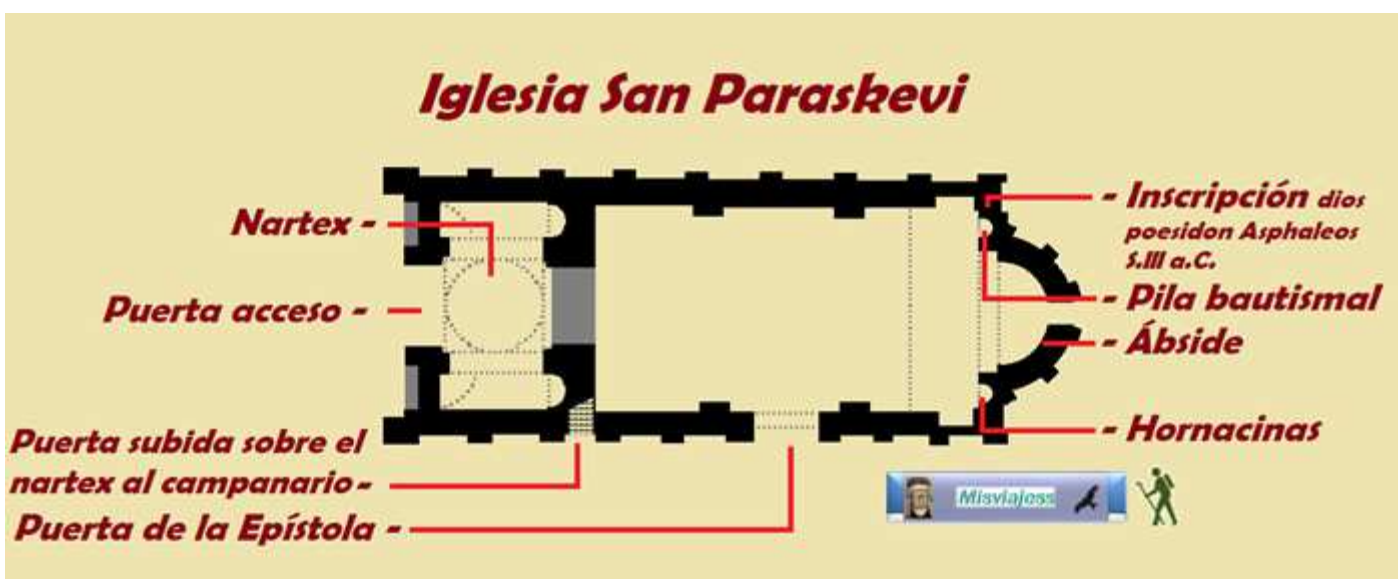 Iglesia San Paraskevi
Nartex -
Puerta acceso -
Puerta subida sobre el
nartex al campanario-
Puerta de la Epístola -
- Inscripción dios
poesidon Asphaleos
S.III a.C.
- Pila bautismal
- Ábside
- Hornacinas
Misviajess